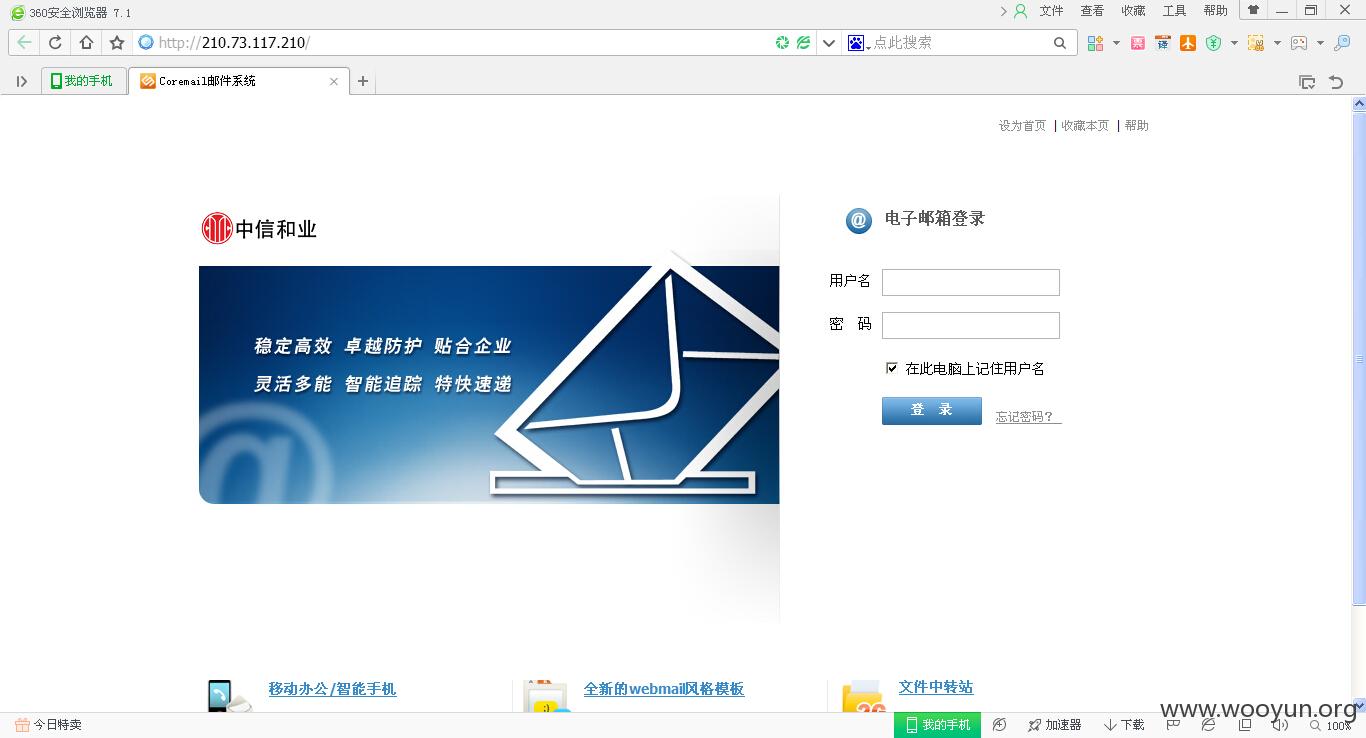 360安全浏览器 7.1
文件 查看 收藏 工具 帮助
http://210.73.117.210/
点此搜索
我的手机
Coremail邮件系统
设为首页 | 收藏本页 | 帮助
中信和业
电子邮箱登录
用户名
密 码
在此电脑上记住用户名
登 录
忘记密码?
稳定高效 卓越防护 贴合企业
灵活多能 智能追踪 特快速递
@
移动办公/智能手机
全新的webmail风格模板
文件中转站
www.wooyun.org
今日特卖
我的手机
加速器
下载
100%